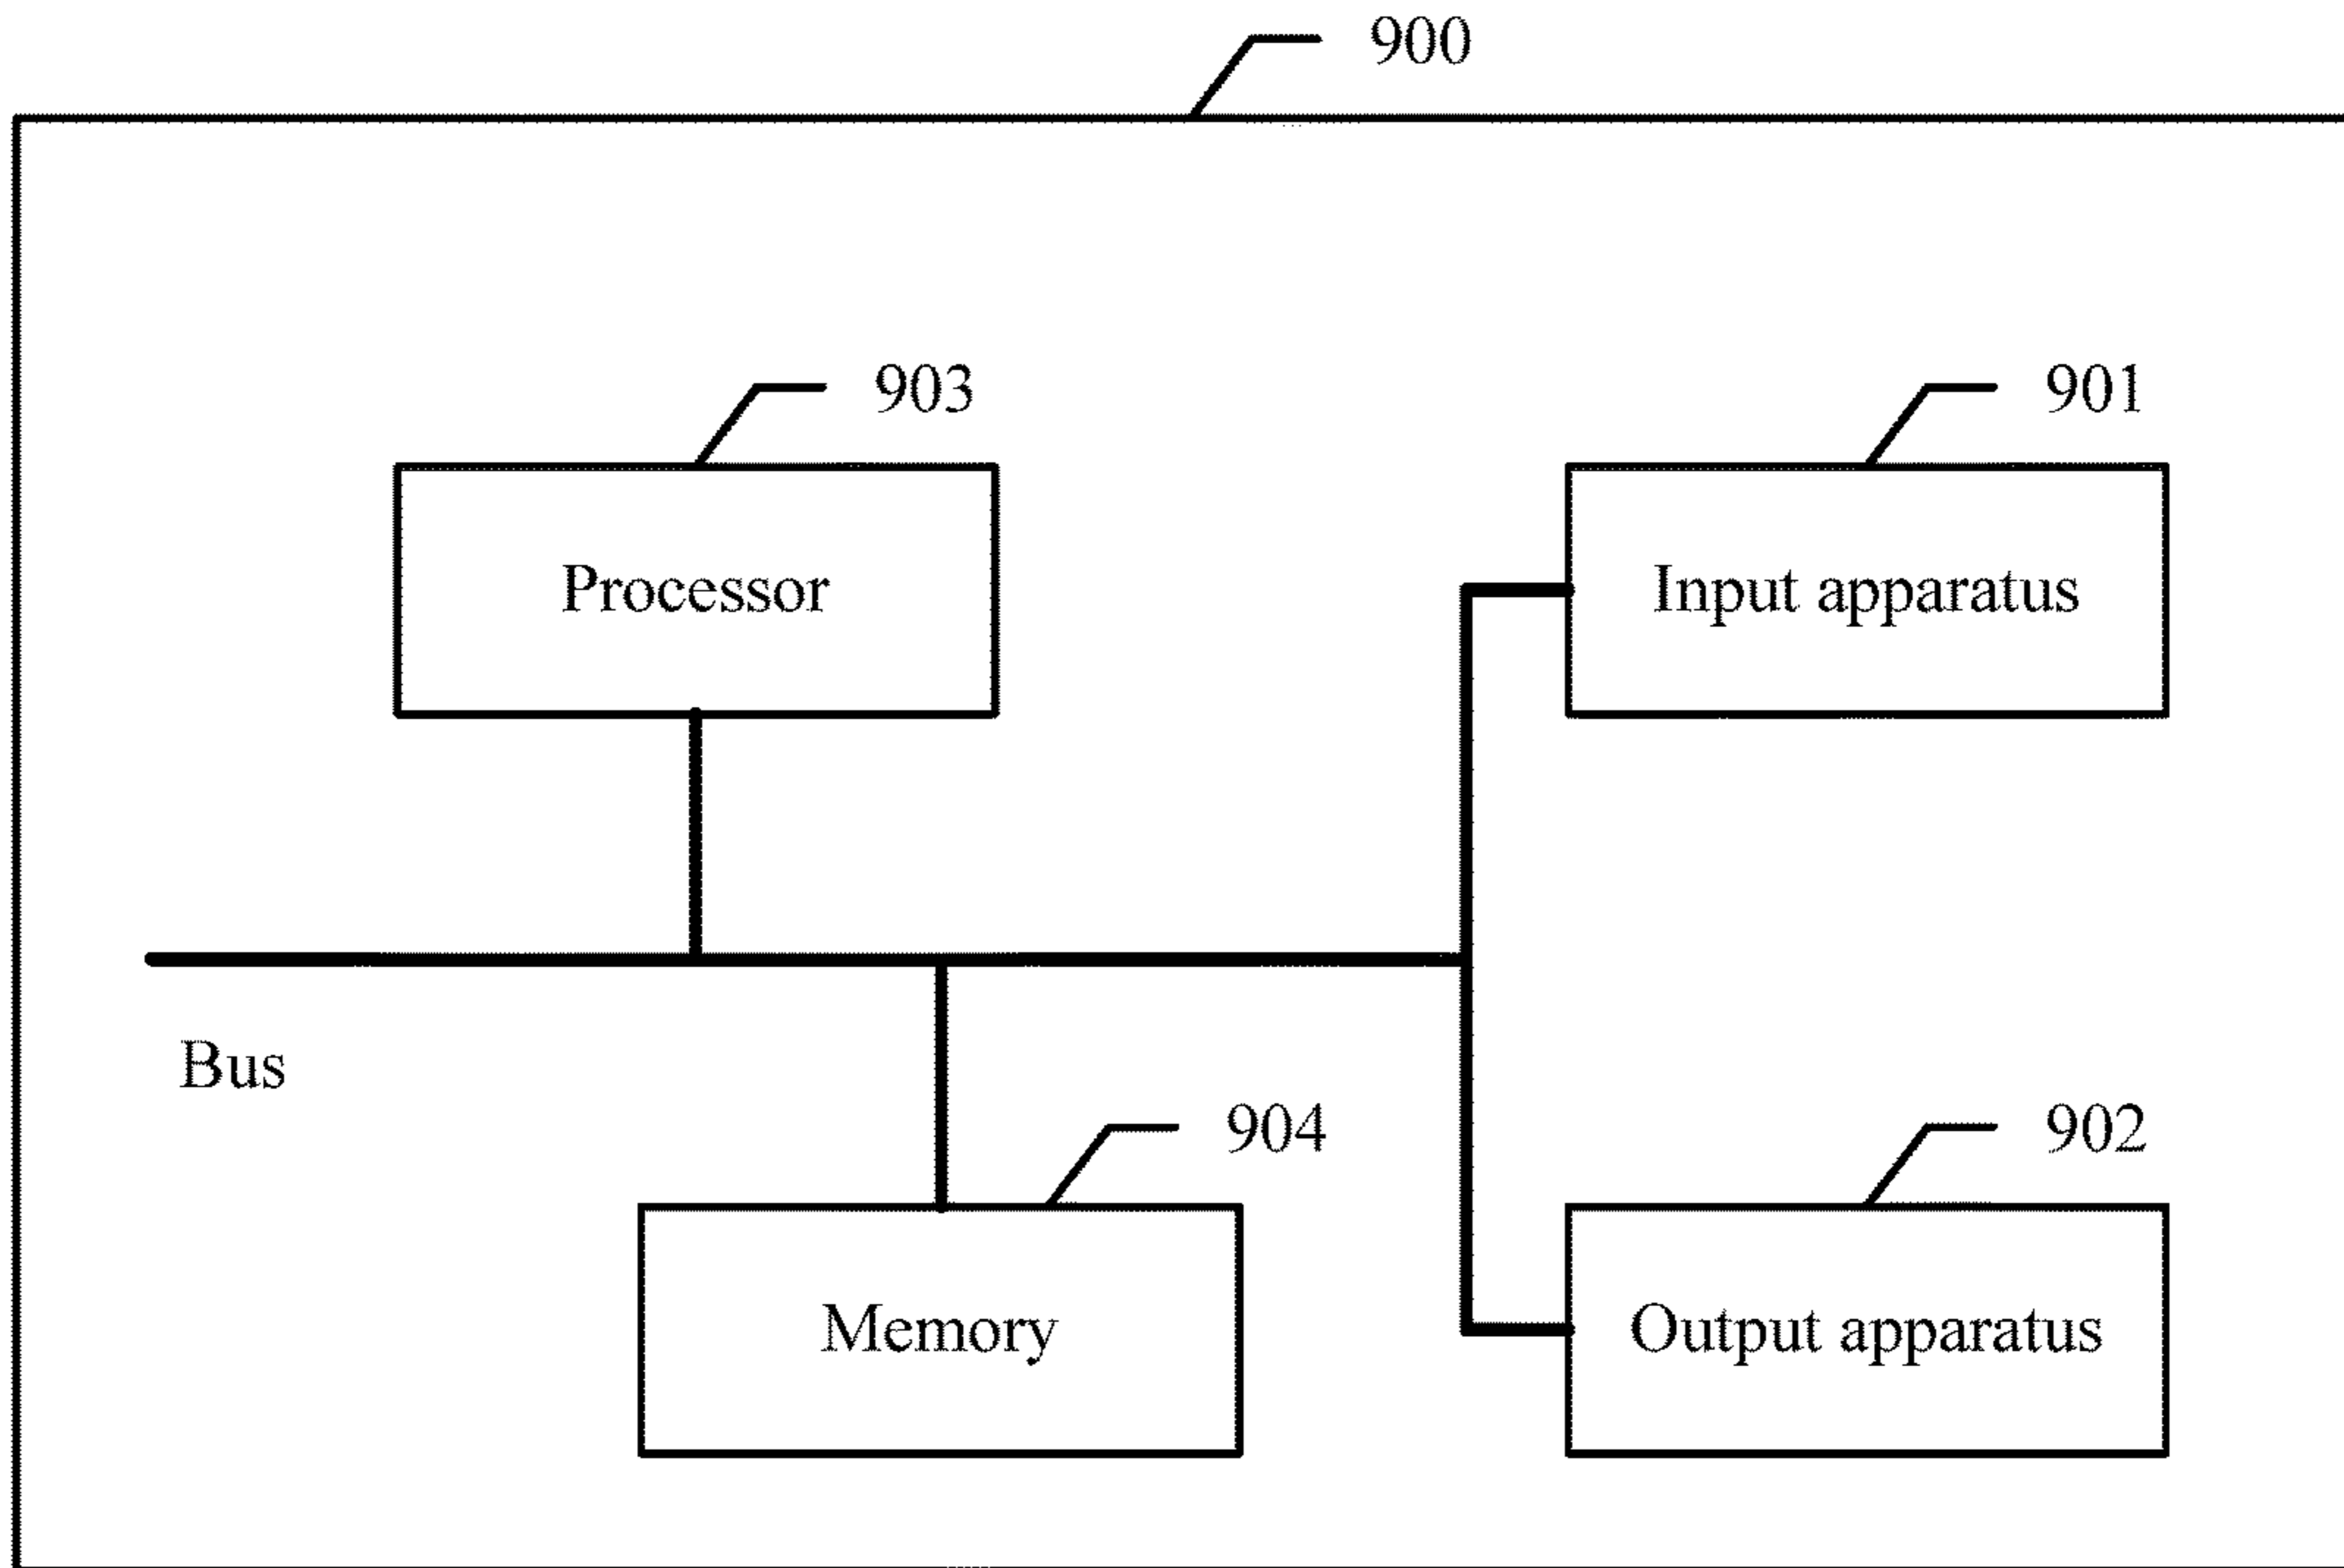 900
903
901
Processor
Input apparatus
Bus
904
902
Memory
Output apparatus